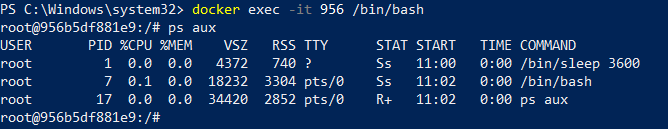 PS C:\Windows\system32> docker exec -it 956 /bin/bash
root@956b5df881e9:/# ps aux
USER       PID %CPU %MEM    VSZ   RSS TTY      STAT START   TIME COMMAND
root         1  0.0  0.0   4372   740 ?        Ss   11:00   0:00 /bin/sleep 3600
root         7  0.1  0.0  18232  3304 pts/0    Ss   11:02   0:00 /bin/bash
root        17  0.0  0.0  34420  2852 pts/0    R+   11:02   0:00 ps aux
root@956b5df881e9:/#